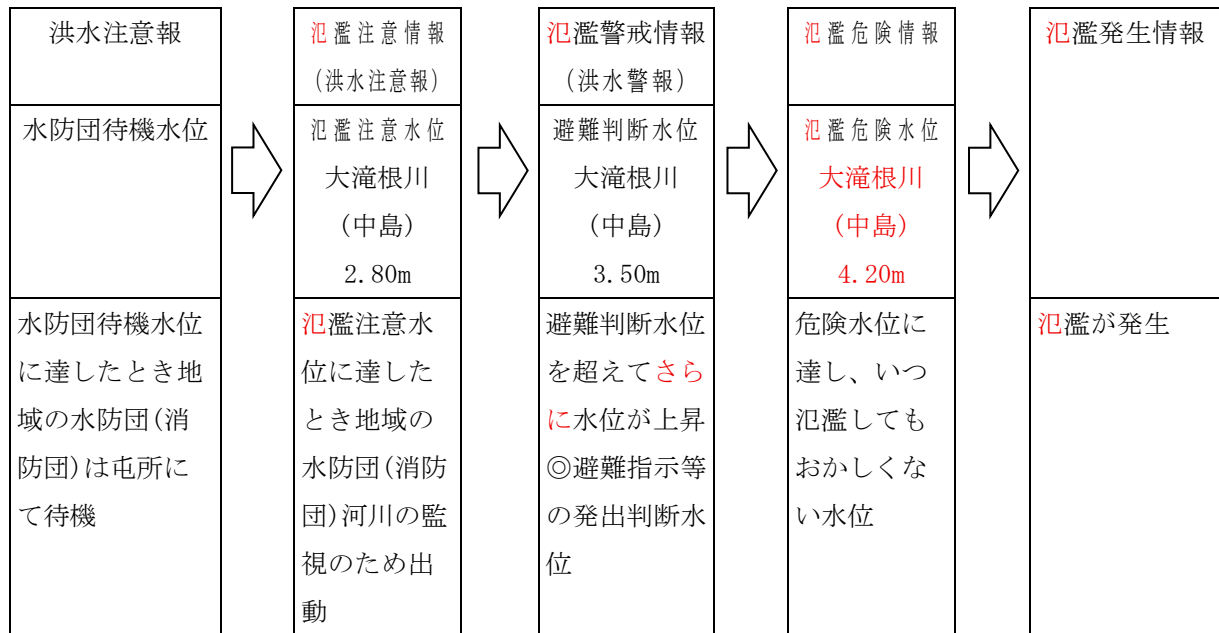 洪水注意報
水防団待機水位
水防団待機水位
に達したとき地
域の水防団(消
防団)は屯所に
て待機
氾濫注意情報
(洪水注意報)
氾濫注意水位
大滝根川
(中島)
2.80m
氾濫注意水
位に達した
とき地域の
水防団(消防
団)河川の監
視のため出
動
氾濫警戒情報
(洪水警報)
避難判断水位
大滝根川
(中島)
3.50m
避難判断水位
を超えてさら
に水位が上昇
◎避難指示等
の発出判断水
位
氾濫危険情報
氾濫危険水位
大滝根川
(中島)
4.20m
危険水位に
達し、いつ
氾濫しても
おかしくな
い水位
氾濫発生情報
氾濫が発生